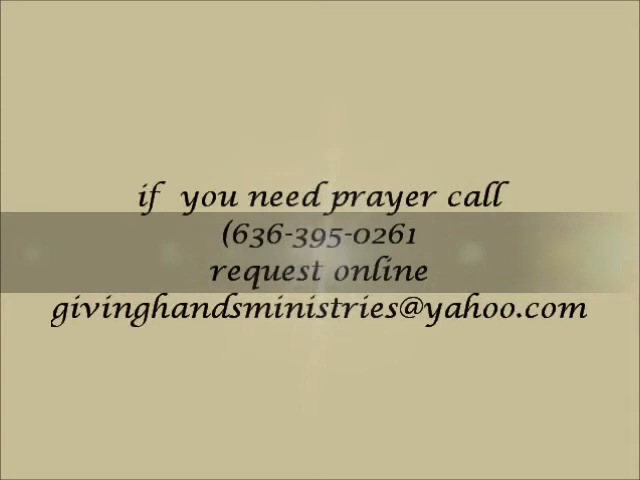 if you need prayer call
(636-395-0261
request online
givinghandsministries@yahoo.com